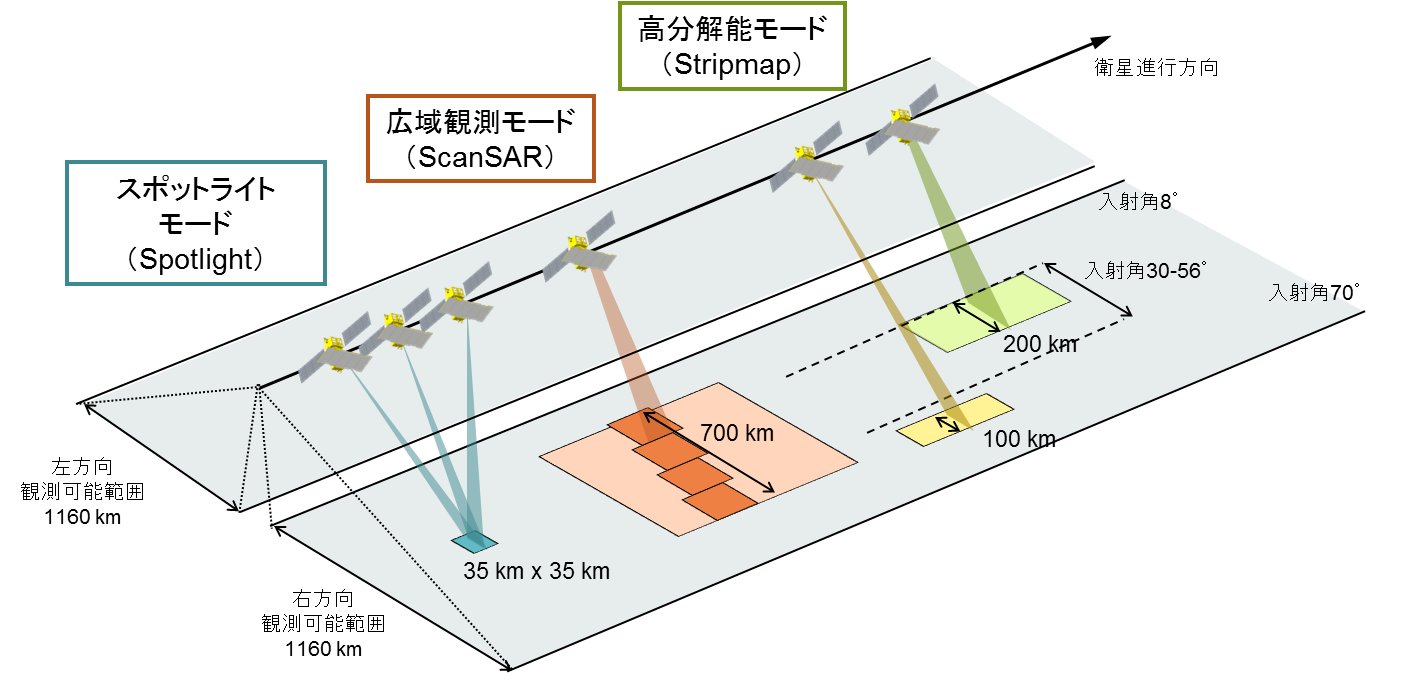 高分解能モード
（Stripmap）
衛星進行方向
広域観測モード
（ScanSAR）
スポットライト
モード
（Spotlight）
入射角8°
入射角30-56°
入射角70°
200 km
700 km
100 km
左方向
観測可能範囲
1160 km
35 km x 35 km
右方向
観測可能範囲
1160 km